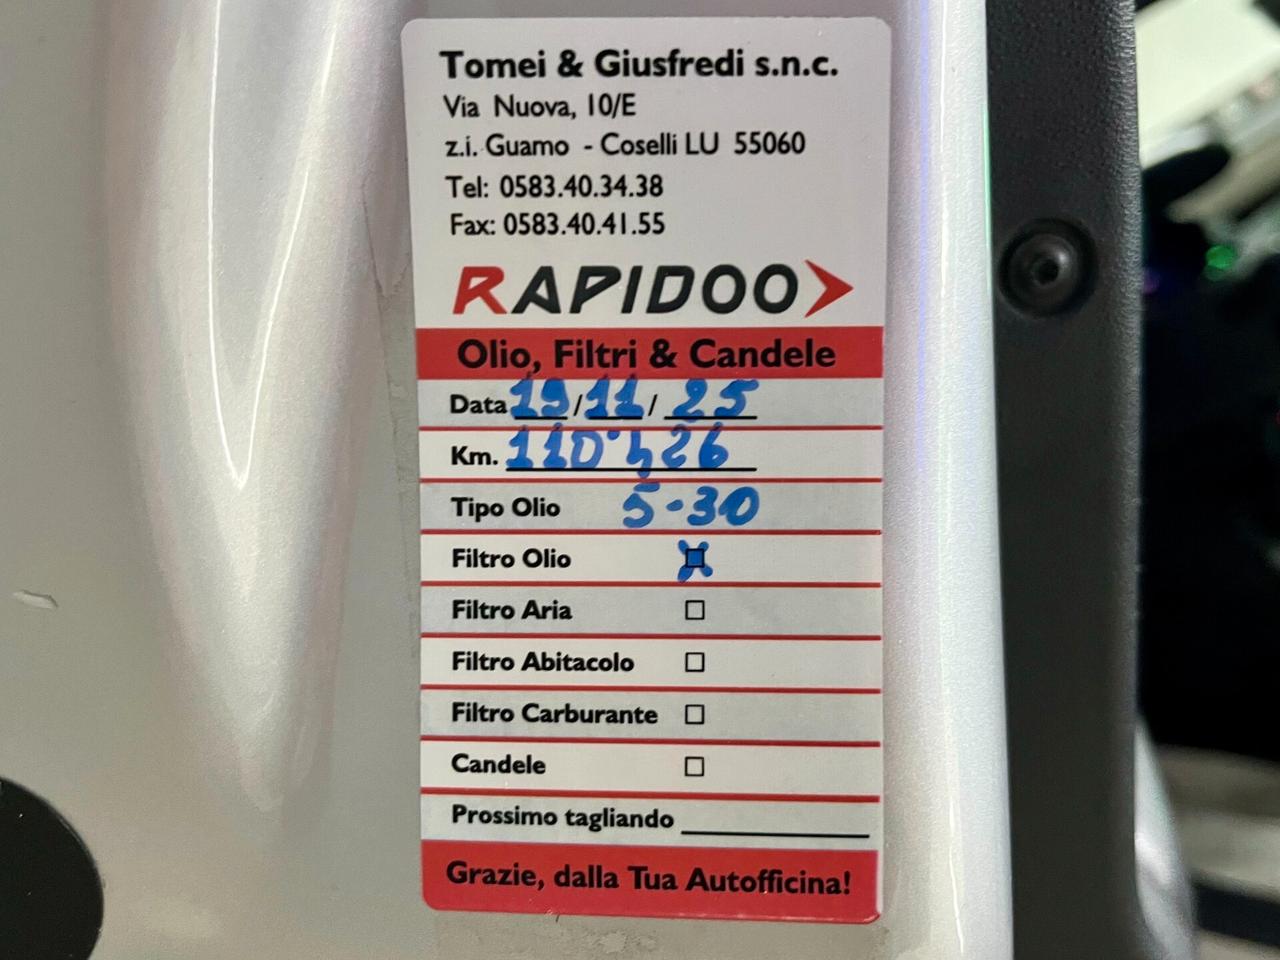 Tomei & Giusfredi s.n.c.
Via Nuova, 10/E
z.i. Guamo - Coselli LU 55060
Tel: 0583.40.34.38
Fax: 0583.40.41.55
RAPIDOO
Olio, Filtri & Candele
Data 19/11/25
Km. 110·426
Tipo Olio 5-30
Filtro Olio
Filtro Aria
Filtro Abitacolo
Filtro Carburante
Candele
Prossimo tagliando
Grazie, dalla Tua Autofficina!